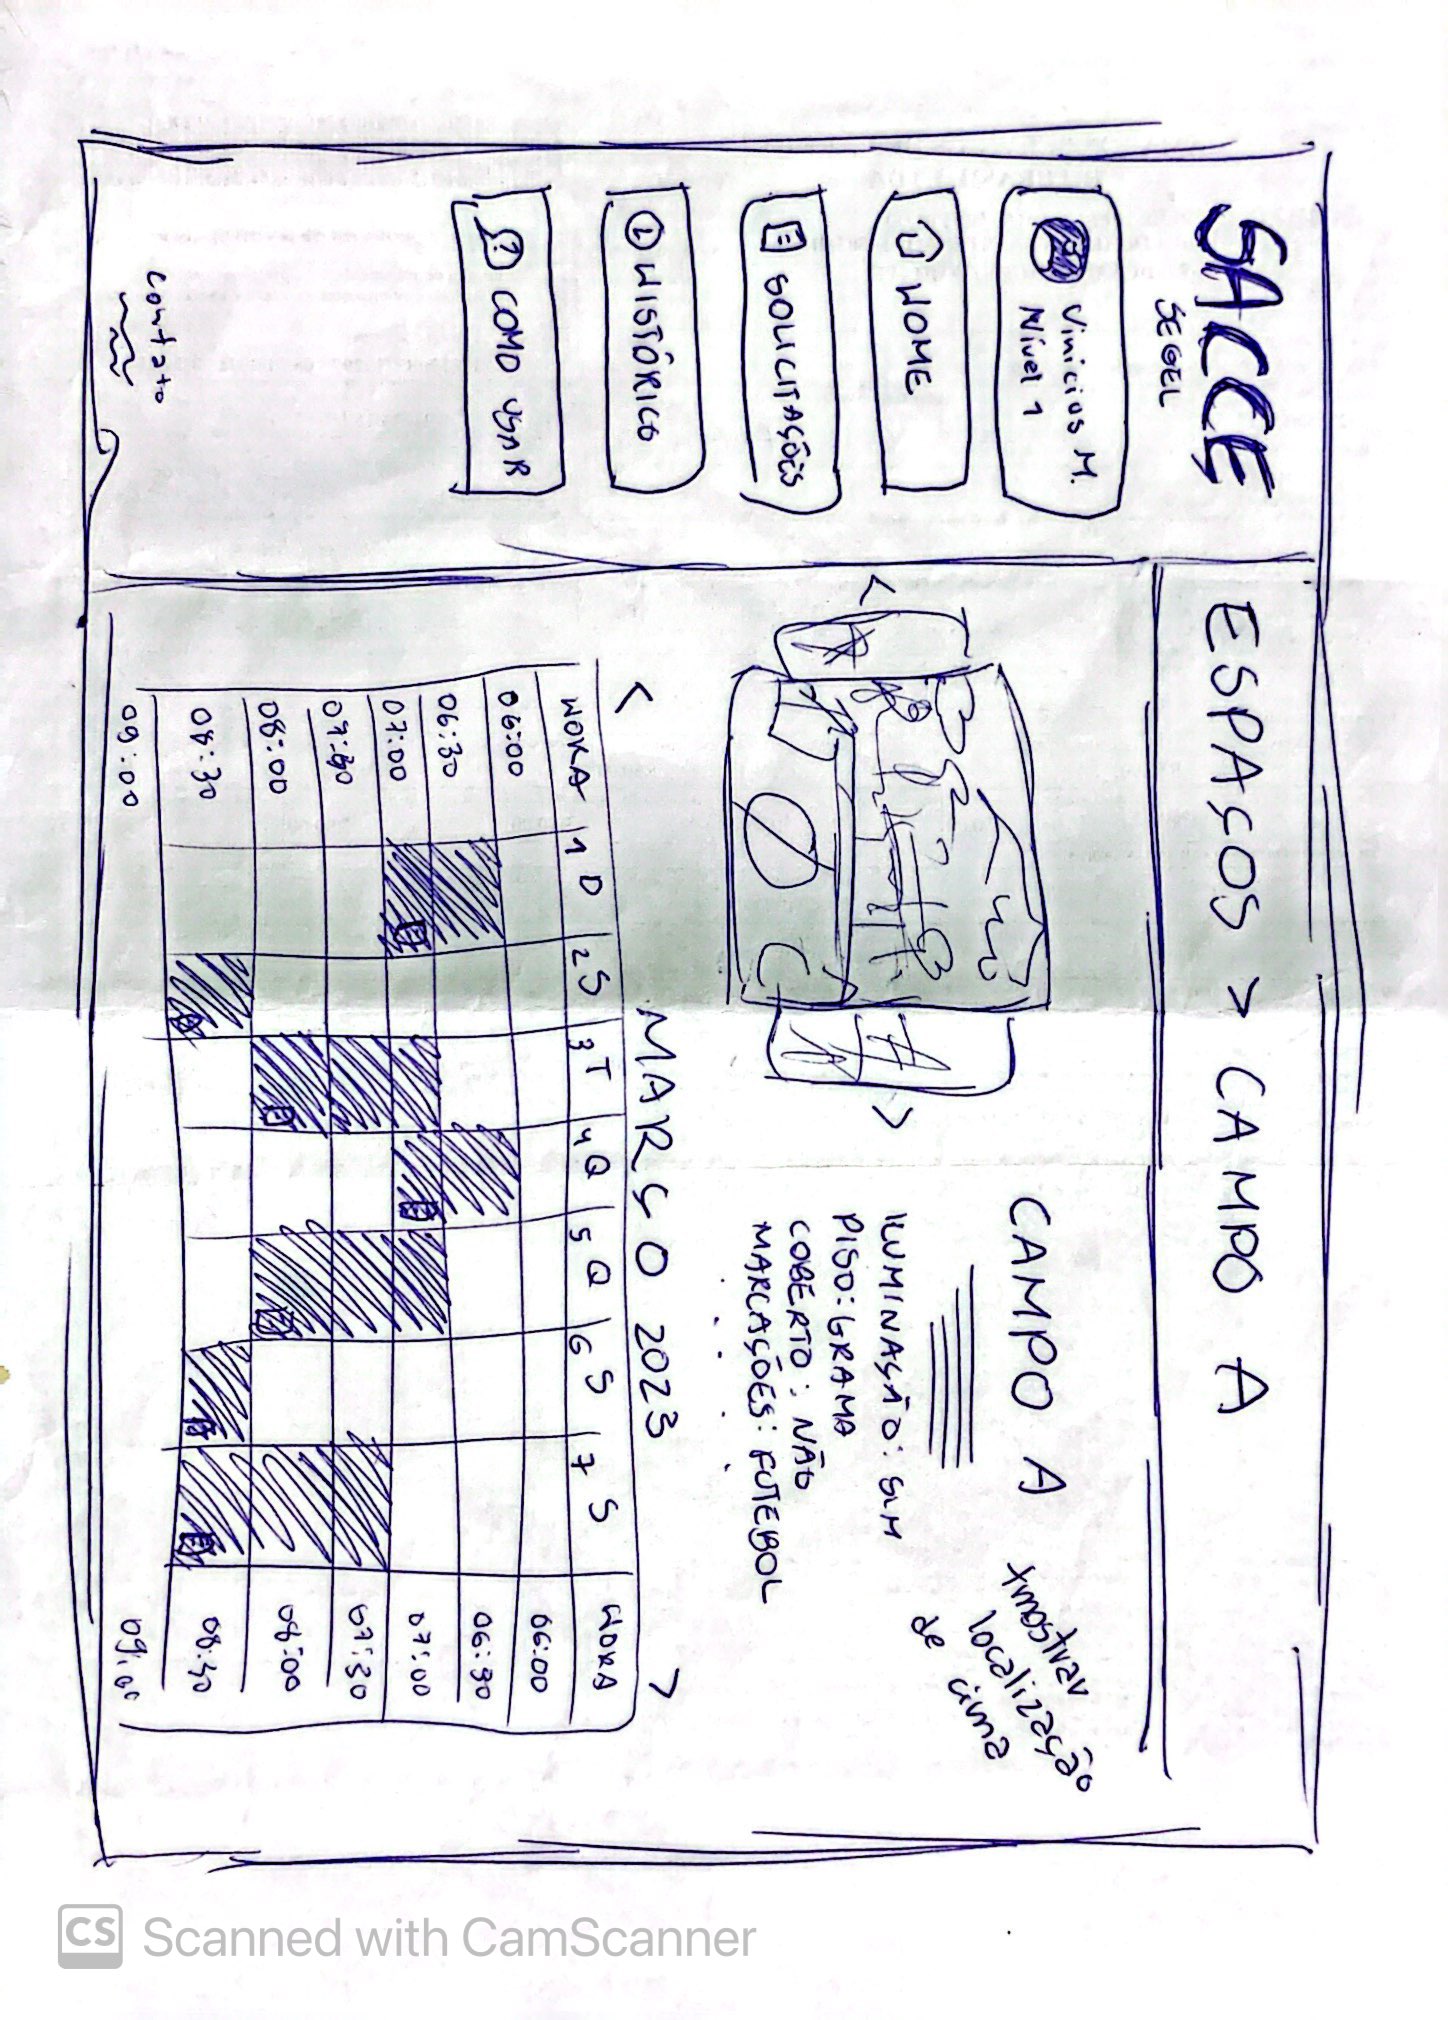 SACCE
SEGEL
Vinicios M.
Nível 1
HOME
SOLICITAÇÕES
HISTÓRICO
COMO USAR
contato
ESPAÇOS > CAMPO A
CAMPO A
+mostrar
localização
de cima
ILUMINAÇÃO: SIM
PISO: GRAMA
COBERTO: NÃO
MARCAÇÕES: FUTEBOL
. . . . .
< MARÇO 2023 >
HORA 1 D 2 S 3 T 4 Q 5 Q 6 S 7 S HORA
06:00 06:00
06:30 06:30
07:00 07:00
07:30 07:30
08:00 08:00
08:30 08:30
09:00 09:00
CS Scanned with CamScanner